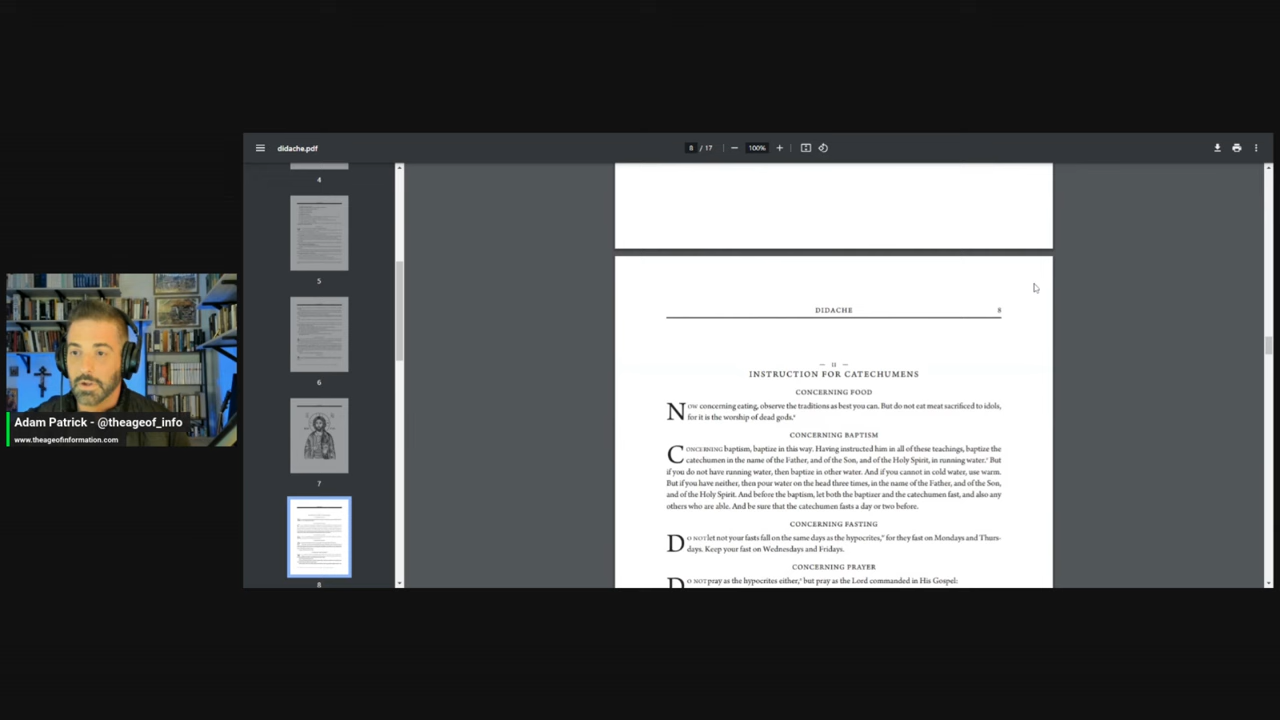 didache.pdf
8 / 17
100%
4
5
6
7
8
Adam Patrick - @theageof_info
www.theageofinformation.com
DIDACHE 8
— II —
INSTRUCTION FOR CATECHUMENS
CONCERNING FOOD
NOW concerning eating, observe the traditions as best you can. But do not eat meat sacrificed to idols,
for it is the worship of dead gods.
CONCERNING BAPTISM
CONCERNING baptism, baptize in this way. Having instructed him in all of these teachings, baptize the
catechumen in the name of the Father, and of the Son, and of the Holy Spirit, in running water. But
if you do not have running water, then baptize in other water. And if you cannot in cold water, use warm.
But if you have neither, then pour water on the head three times, in the name of the Father, and of the Son,
and of the Holy Spirit. And before the baptism, let both the baptizer and the catechumen fast, and also any
others who are able. And be sure that the catechumen fasts a day or two before.
CONCERNING FASTING
DO NOT let not your fasts fall on the same days as the hypocrites, for they fast on Mondays and Thurs-
days. Keep your fast on Wednesdays and Fridays.
CONCERNING PRAYER
DO NOT pray as the hypocrites either, but pray as the Lord commanded in His Gospel: